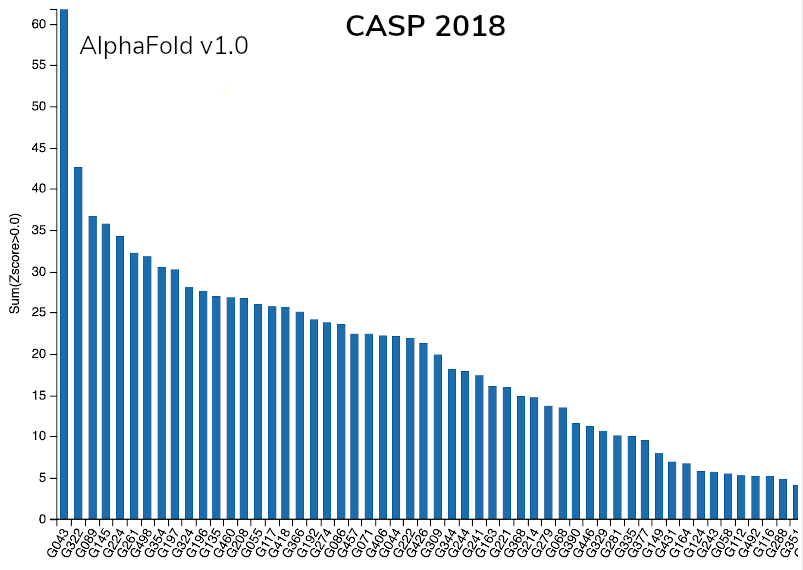 CASP 2018
AlphaFold v1.0
Sum(Zscore>0.0)
60
55
50
45
40
35
30
25
20
15
10
5
0
G043
G322
G089
G145
G224
G261
G498
G354
G197
G324
G196
G135
G460
G208
G055
G117
G418
G366
G192
G274
G086
G457
G071
G406
G044
G222
G426
G309
G344
G244
G241
G163
G221
G368
G214
G279
G068
G390
G446
G329
G281
G335
G377
G149
G431
G164
G124
G243
G058
G112
G492
G116
G288
G351